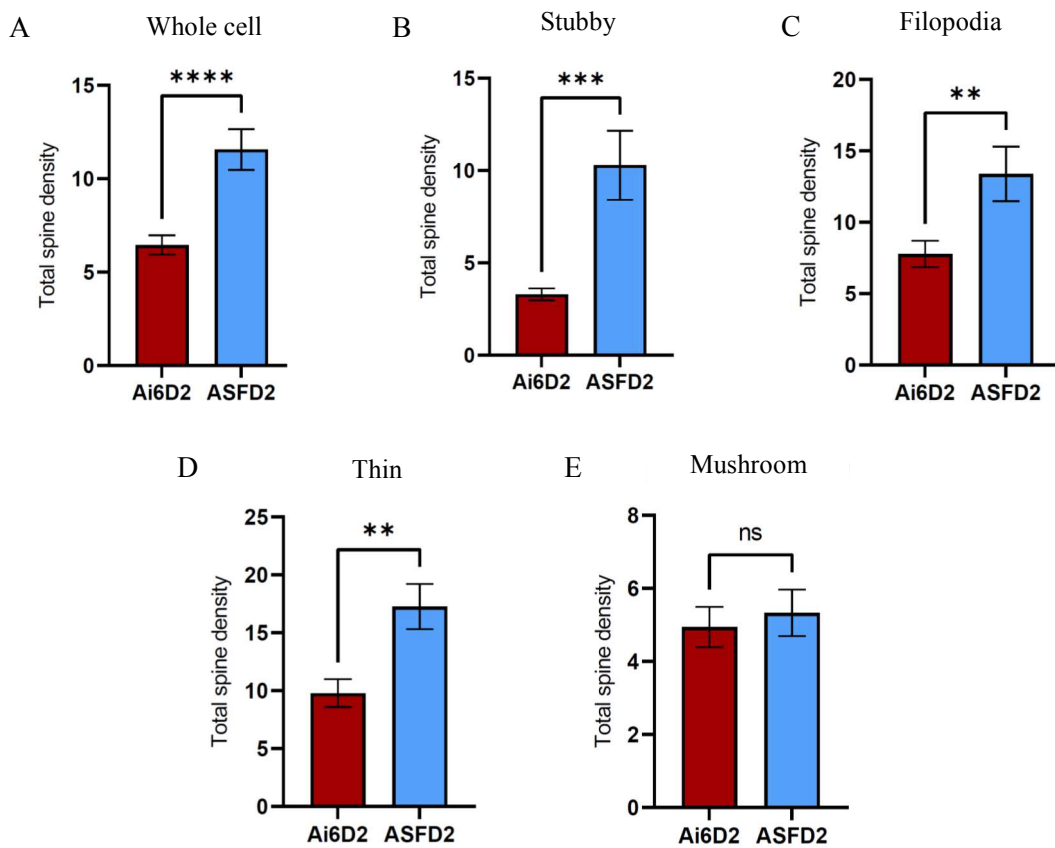 A
Whole cell
****
Total spine density
15
10
5
0
Ai6D2 ASFD2
B
Stubby
***
Total spine density
15
10
5
0
Ai6D2 ASFD2
C
Filopodia
**
Total spine density
20
15
10
5
0
Ai6D2 ASFD2
D
Thin
**
Total spine density
25
20
15
10
5
0
Ai6D2 ASFD2
E
Mushroom
ns
Total spine density
8
6
4
2
0
Ai6D2 ASFD2